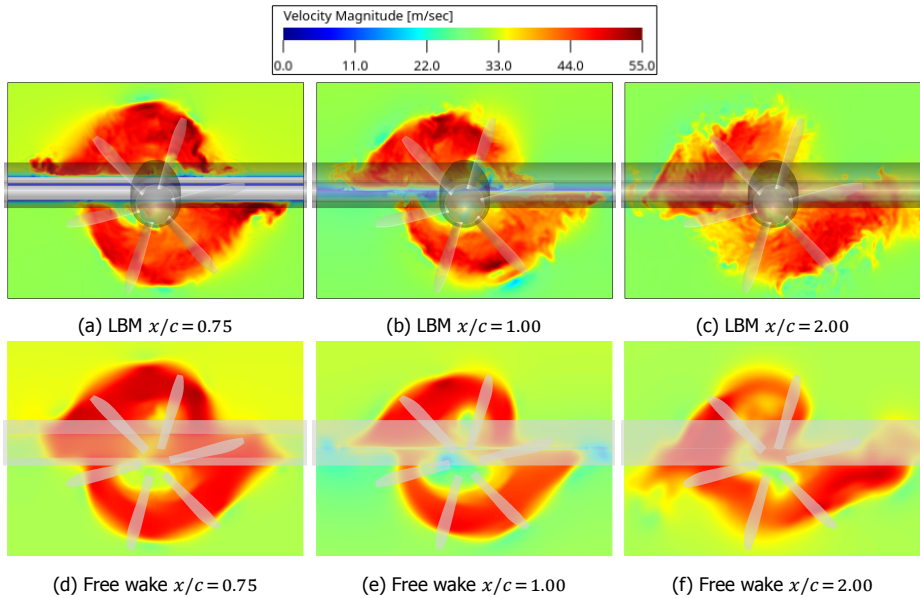 Velocity Magnitude [m/sec]
0.0 11.0 22.0 33.0 44.0 55.0
(a) LBM x/c = 0.75 (b) LBM x/c = 1.00 (c) LBM x/c = 2.00
(d) Free wake x/c = 0.75 (e) Free wake x/c = 1.00 (f) Free wake x/c = 2.00